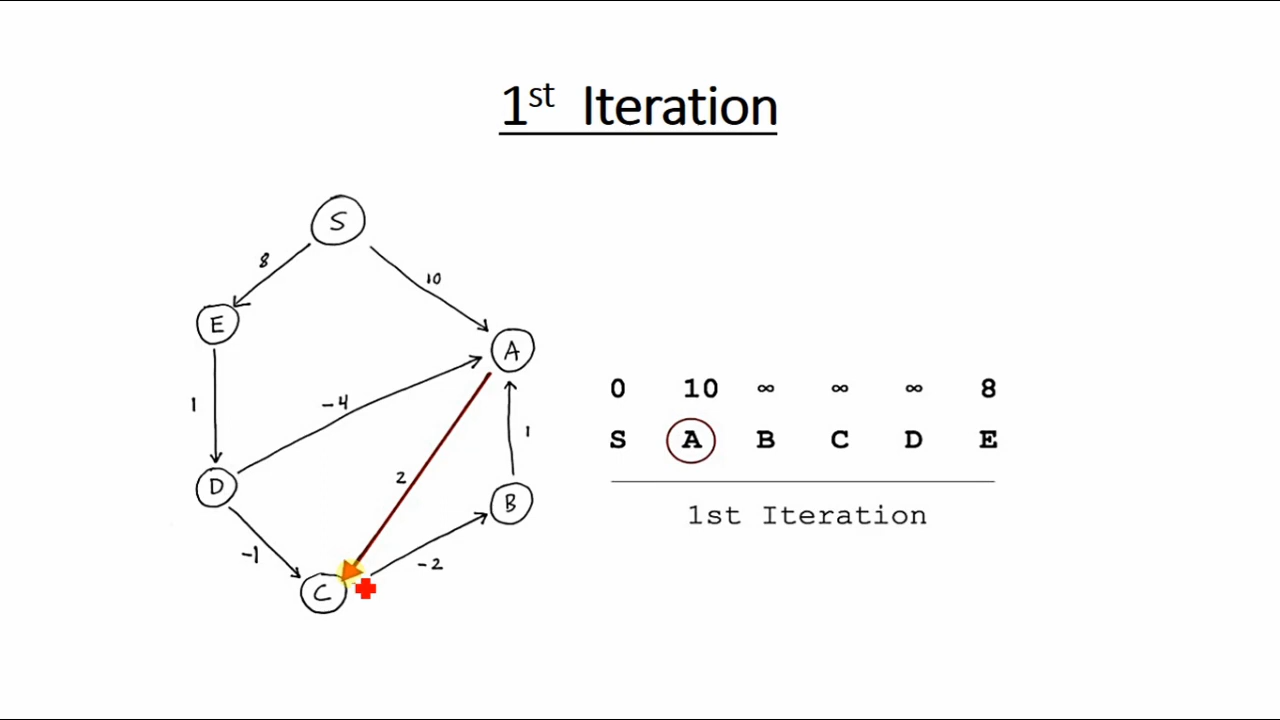 1st Iteration
S
8
10
E
A
1
-4
0 10 ∞ ∞ ∞ 8
S A B C D E
1
2
D
B
1st Iteration
-1
-2
C